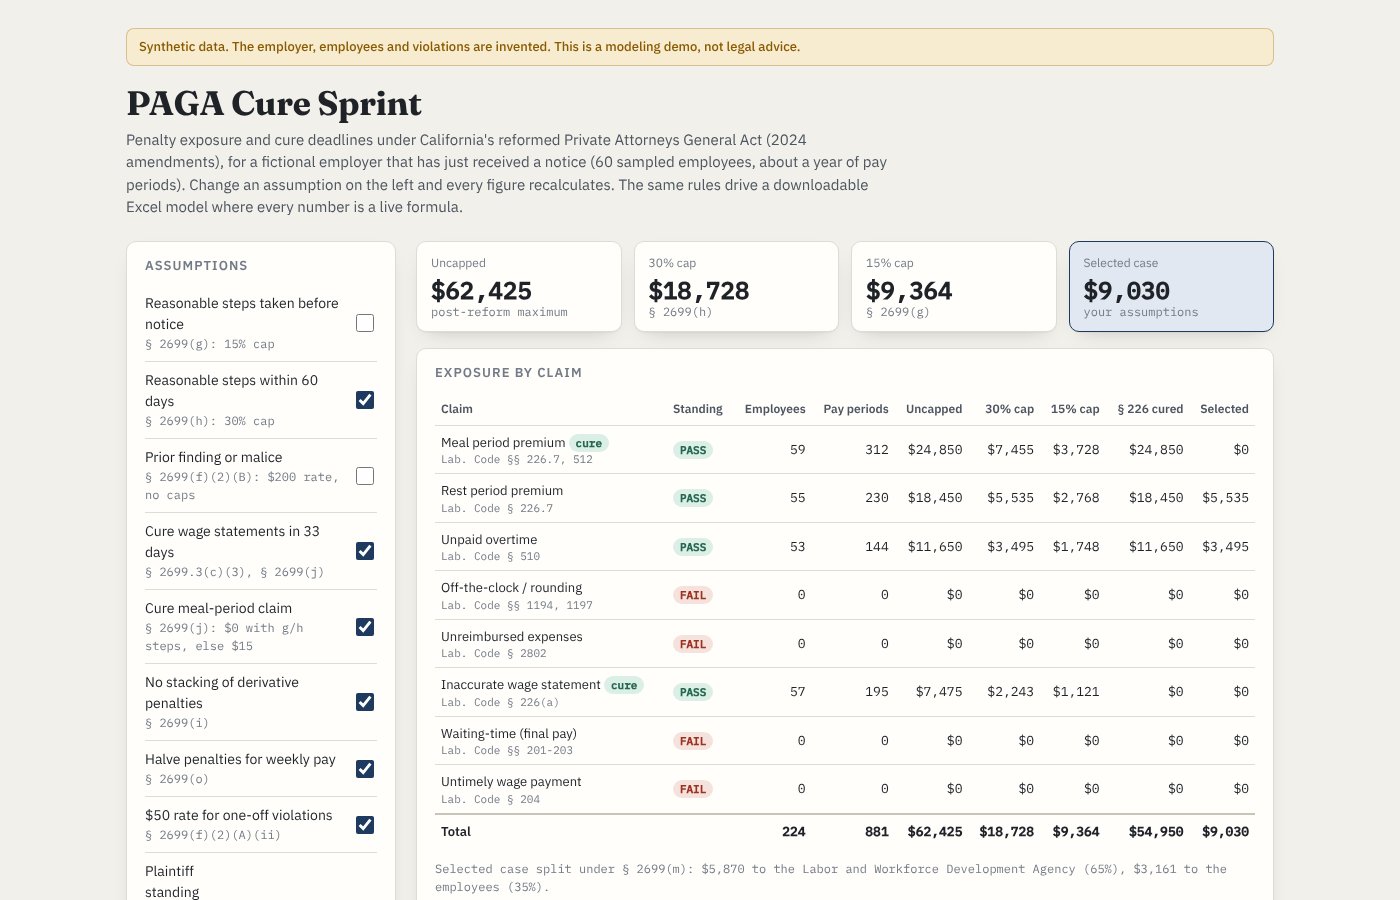 Synthetic data. The employer, employees and violations are invented. This is a modeling demo, not legal advice.
PAGA Cure Sprint
Penalty exposure and cure deadlines under California's reformed Private Attorneys General Act (2024
amendments), for a fictional employer that has just received a notice (60 sampled employees, about a year of pay
periods). Change an assumption on the left and every figure recalculates. The same rules drive a downloadable
Excel model where every number is a live formula.
ASSUMPTIONS
Reasonable steps taken before
notice
§ 2699(g): 15% cap
Reasonable steps within 60
days
§ 2699(h): 30% cap
Prior finding or malice
§ 2699(f)(2)(B): $200 rate,
no caps
Cure wage statements in 33
days
§ 2699.3(c)(3), § 2699(j)
Cure meal-period claim
§ 2699(j): $0 with g/h
steps, else $15
No stacking of derivative
penalties
§ 2699(i)
Halve penalties for weekly pay
§ 2699(o)
$50 rate for one-off violations
§ 2699(f)(2)(A)(ii)
Plaintiff
standing
Uncapped
$62,425
post-reform maximum
30% cap
$18,728
§ 2699(h)
15% cap
$9,364
§ 2699(g)
Selected case
$9,030
your assumptions
EXPOSURE BY CLAIM
Claim Standing Employees Pay periods Uncapped 30% cap 15% cap § 226 cured Selected
Meal period premium cure PASS 59 312 $24,850 $7,455 $3,728 $24,850 $0
Lab. Code §§ 226.7, 512
Rest period premium PASS 55 230 $18,450 $5,535 $2,768 $18,450 $5,535
Lab. Code § 226.7
Unpaid overtime PASS 53 144 $11,650 $3,495 $1,748 $11,650 $3,495
Lab. Code § 510
Off-the-clock / rounding FAIL 0 0 $0 $0 $0 $0 $0
Lab. Code §§ 1194, 1197
Unreimbursed expenses FAIL 0 0 $0 $0 $0 $0 $0
Lab. Code § 2802
Inaccurate wage statement cure PASS 57 195 $7,475 $2,243 $1,121 $0 $0
Lab. Code § 226(a)
Waiting-time (final pay) FAIL 0 0 $0 $0 $0 $0 $0
Lab. Code §§ 201-203
Untimely wage payment FAIL 0 0 $0 $0 $0 $0 $0
Lab. Code § 204
Total 224 881 $62,425 $18,728 $9,364 $54,950 $9,030
Selected case split under § 2699(m): $5,870 to the Labor and Workforce Development Agency (65%), $3,161 to the
employees (35%).